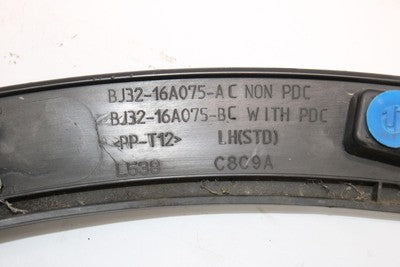 BJ32-16A075-AC NON PDC
BJ32-16A075-BC WITH PDC
>PP-T12< LH(STD)
L538 C8C9A